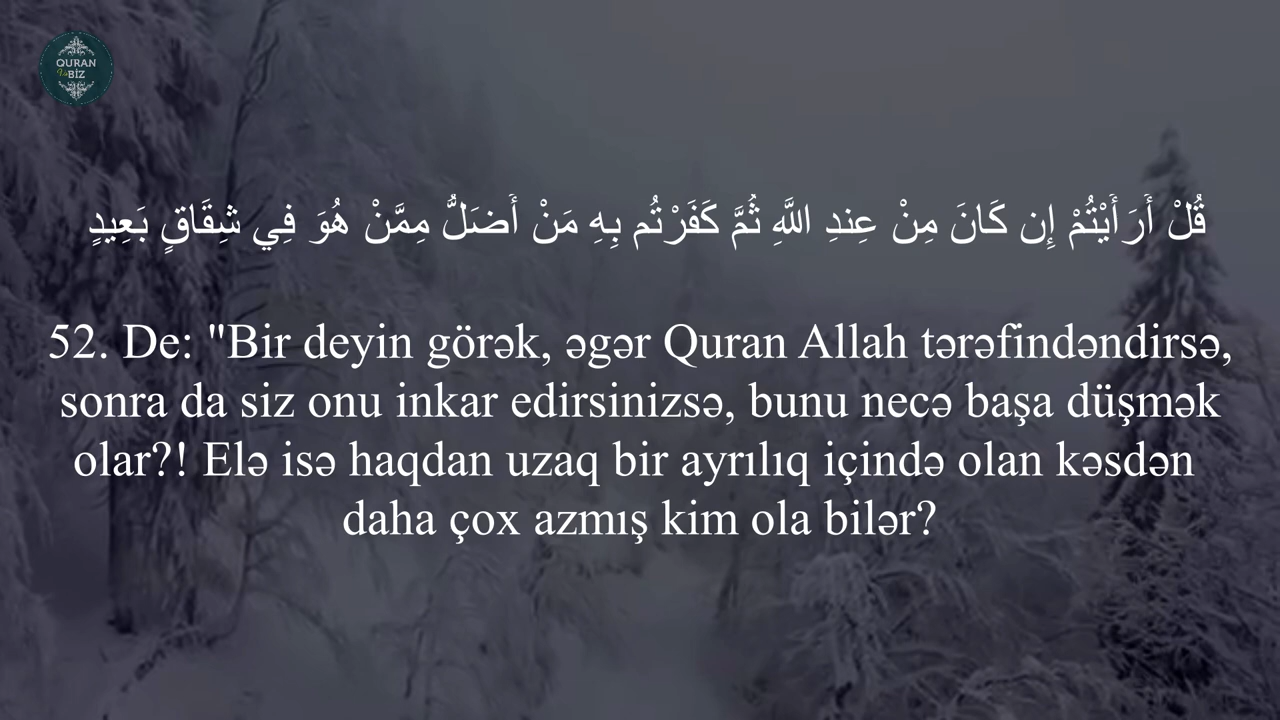 QURAN
Və BİZ
قُلْ أَرَأَيْتُمْ إِن كَانَ مِنْ عِندِ اللَّهِ ثُمَّ كَفَرْتُم بِهِ مَنْ أَضَلُّ مِمَّنْ هُوَ فِي شِقَاقٍ بَعِيدٍ
52. De: "Bir deyin görək, əgər Quran Allah tərəfindəndirsə,
sonra da siz onu inkar edirsinizsə, bunu necə başa düşmək
olar?! Elə isə haqdan uzaq bir ayrılıq içində olan kəsdən
daha çox azmış kim ola bilər?